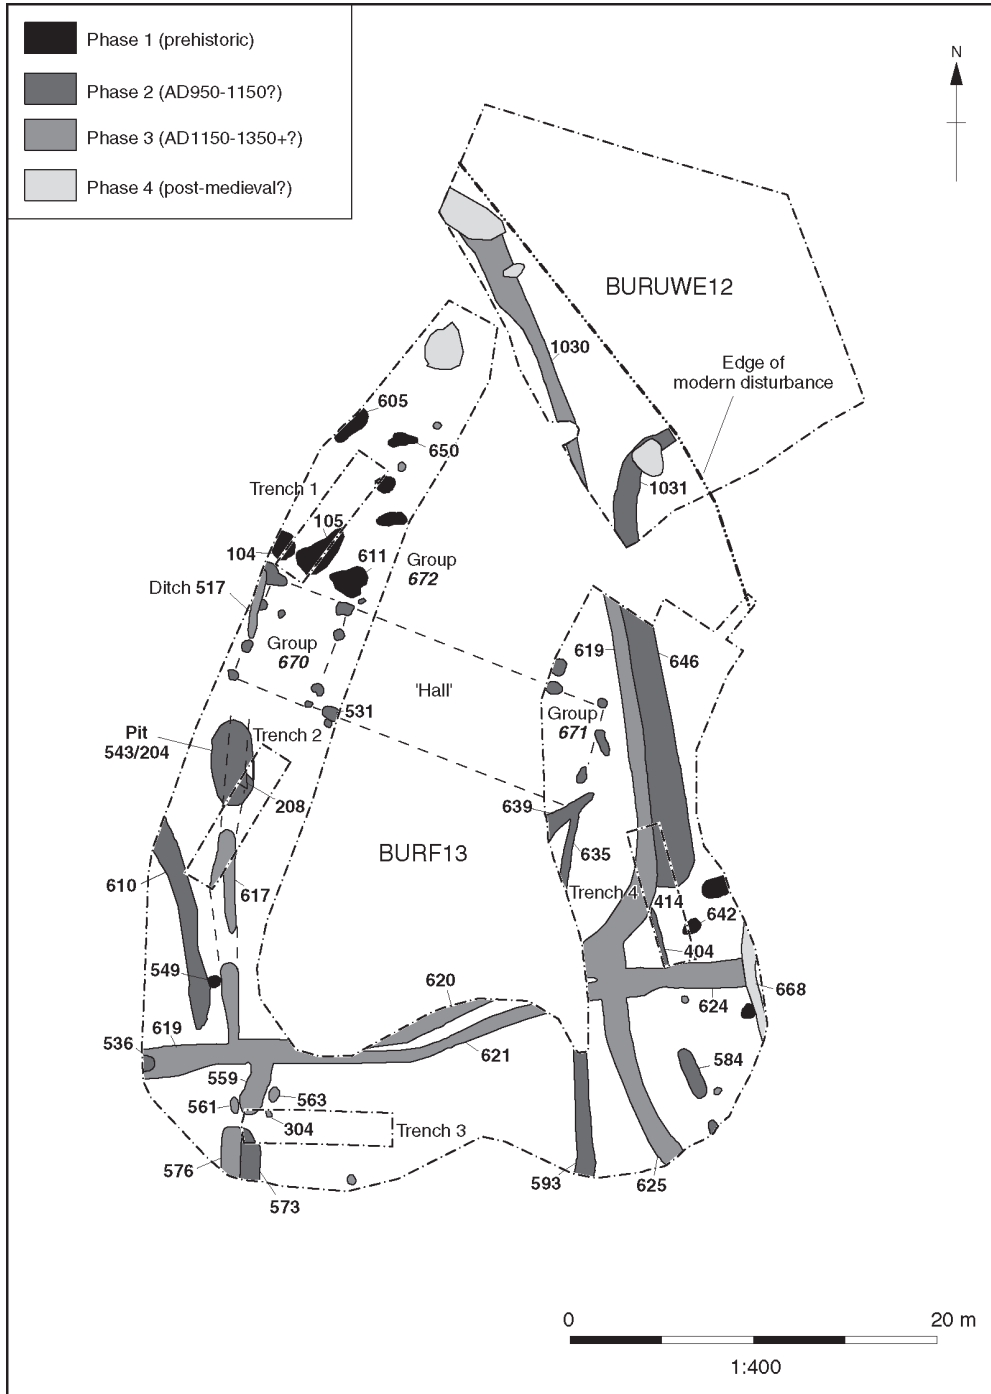 Phase 1 (prehistoric)
Phase 2 (AD950-1150?)
Phase 3 (AD1150-1350+?)
Phase 4 (post-medieval?)
N
BURUWE12
1030
Edge of
modern disturbance
605
650
Trench 1
1031
105
104
611
Group
672
Ditch 517
Group
670
619
646
'Hall'
531
Group
671
Pit
543/204
Trench 2
208
639
635
BURF13
610
617
Trench 4
414
642
404
549
620
668
624
619
621
536
559
584
561
563
304
Trench 3
576
573
593
625
0
20 m
1:400